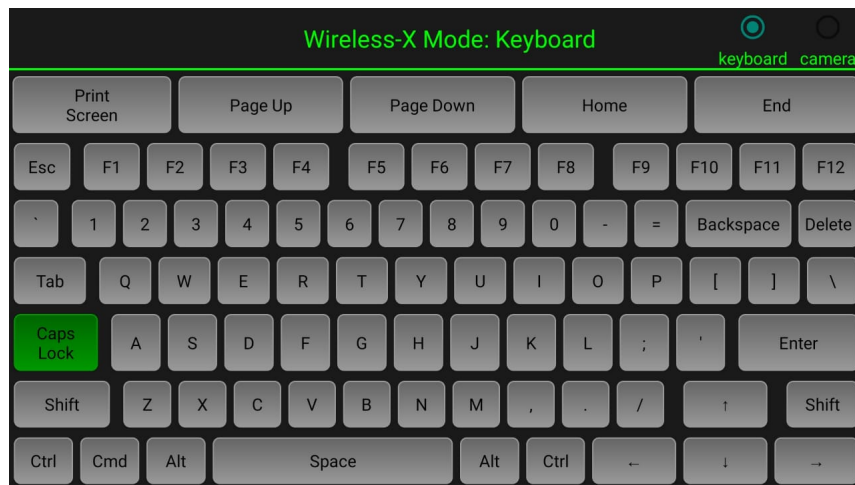 Wireless-X Mode: Keyboard
keyboard camera
Print
Screen
Page Up Page Down Home End
Esc F1 F2 F3 F4 F5 F6 F7 F8 F9 F10 F11 F12
` 1 2 3 4 5 6 7 8 9 0 - = Backspace Delete
Tab Q W E R T Y U I O P [ ] \
Caps
Lock
A S D F G H J K L ; ' Enter
Shift Z X C V B N M , . / ↑ Shift
Ctrl Cmd Alt Space Alt Ctrl ← ↓ →